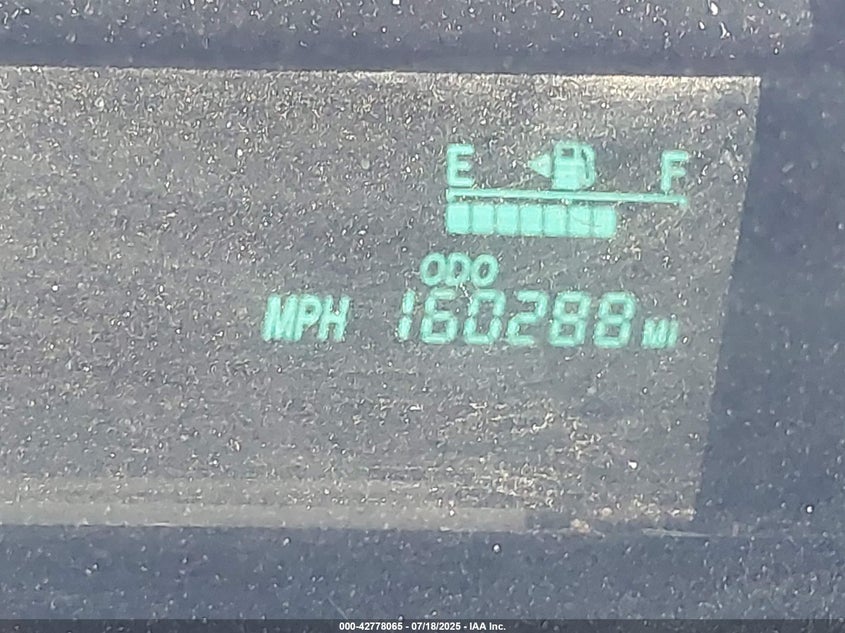 E F
ODO
MPH 160288 MI
000-42778065 - 07/18/2025 - IAA Inc.